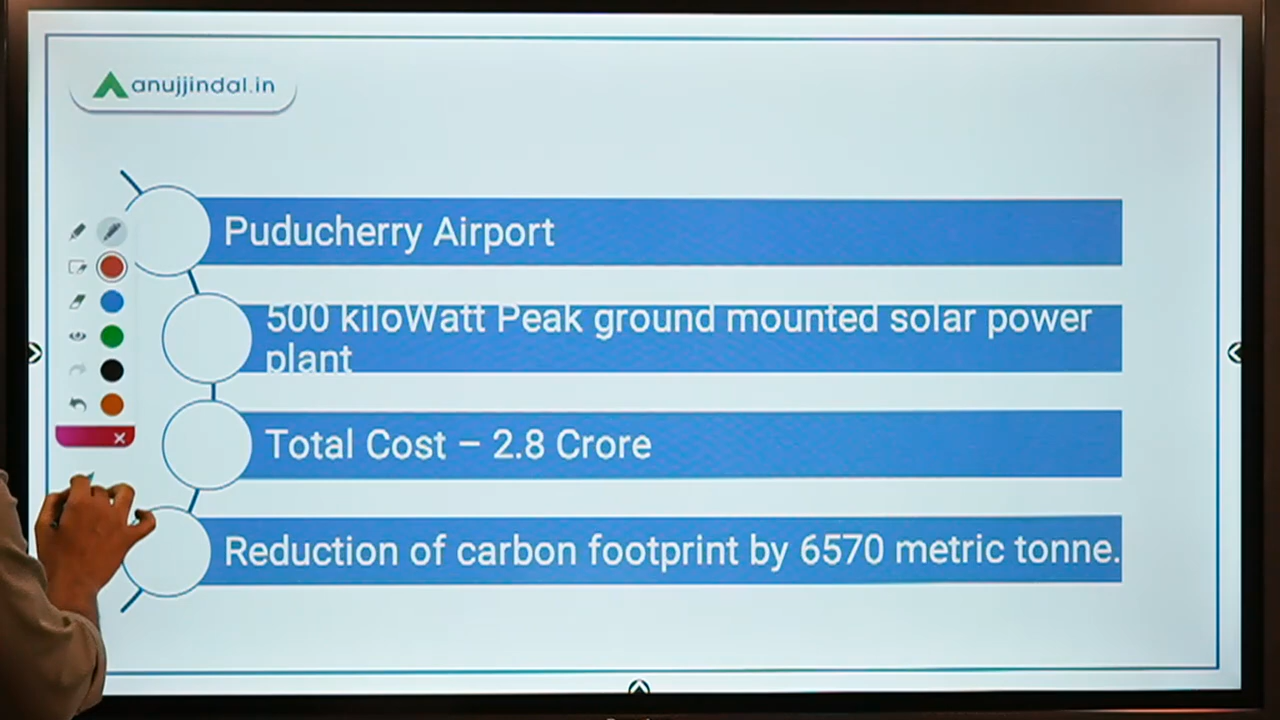 anujjindal.in
Puducherry Airport
500 kiloWatt Peak ground mounted solar power
plant
Total Cost – 2.8 Crore
Reduction of carbon footprint by 6570 metric tonne.